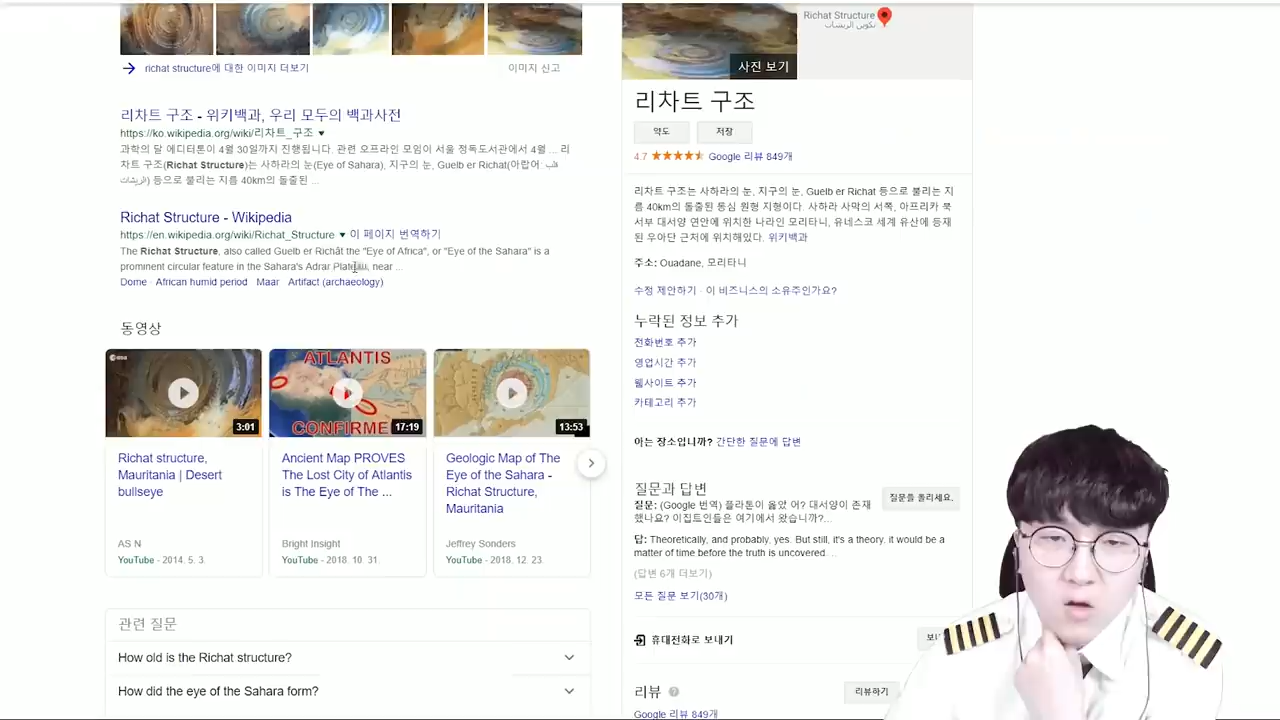 richat structure에 대한 이미지 더보기
이미지 신고
리차트 구조 - 위키백과, 우리 모두의 백과사전
https://ko.wikipedia.org/wiki/리차트_구조 ▼
과학의 달 에디터톤이 4월 30일까지 진행됩니다. 관련 오프라인 모임이 서울 정독도서관에서 4월 ... 리
차트 구조(Richat Structure)는 사하라의 눈(Eye of Sahara), 지구의 눈, Guelb er Richat(아랍어: قلب
الريشات) 등으로 불리는 지름 40km의 돌출된 ...
Richat Structure - Wikipedia
https://en.wikipedia.org/wiki/Richat_Structure ▼ 이 페이지 번역하기
The Richat Structure, also called Guelb er Richât the "Eye of Africa", or "Eye of the Sahara" is a
prominent circular feature in the Sahara's Adrar Plateau, near ...
Dome African humid period Maar Artifact (archaeology)
동영상
esa
3:01
ATLANTIS
CONFIRME
17:19
13:53
Richat structure,
Mauritania | Desert
bullseye
AS N
YouTube - 2014. 5. 3.
Ancient Map PROVES
The Lost City of Atlantis
is The Eye of The ...
Bright Insight
YouTube - 2018. 10. 31.
Geologic Map of The
Eye of the Sahara -
Richat Structure,
Mauritania
Jeffrey Sonders
YouTube - 2018. 12. 23.
관련 질문
How old is the Richat structure?
How did the eye of the Sahara form?
사진 보기
Richat Structure
تكوين الريشات
리차트 구조
약도
저장
4.7 ★★★★★ Google 리뷰 849개
리차트 구조는 사하라의 눈, 지구의 눈, Guelb er Richat 등으로 불리는 지
름 40km의 돌출된 동심 원형 지형이다. 사하라 사막의 서쪽, 아프리카 북
서부 대서양 연안에 위치한 나라인 모리타니, 유네스코 세계 유산에 등재
된 우아단 근처에 위치해있다. 위키백과
주소: Ouadane, 모리타니
수정 제안하기 · 이 비즈니스의 소유주인가요?
누락된 정보 추가
전화번호 추가
영업시간 추가
웹사이트 추가
카테고리 추가
아는 장소입니까? 간단한 질문에 답변
질문과 답변
질문을 올리세요.
질문: (Google 번역) 플라톤이 옳았 어? 대서양이 존재
했나요? 이집트인들은 여기에서 왔습니까?...
답: Theoretically, and probably, yes. But still, it's a theory, it would be a
matter of time before the truth is uncovered. ...
(답변 6개 더보기)
모든 질문 보기(30개)
휴대전화로 보내기
리뷰
리뷰하기
Google 리뷰 849개